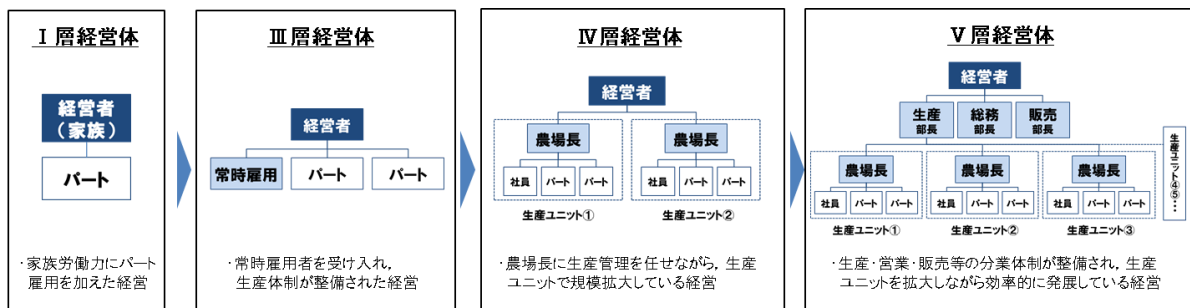 Ⅰ層経営体
経営者
(家族)
パート
・家族労働力にパート
雇用を加えた経営
Ⅲ層経営体
経営者
常時雇用
パート
パート
・常時雇用者を受け入れ,
生産体制が整備された経営
Ⅳ層経営体
経営者
農場長
農場長
社員
パート
パート
社員
パート
パート
生産ユニット①
生産ユニット②
・農場長に生産管理を任せながら, 生産
ユニットで規模拡大している経営
Ⅴ層経営体
経営者
生産
部長
総務
部長
販売
部長
農場長
農場長
農場長
社員
パート
パート
社員
パート
パート
社員
パート
パート
生産ユニット①
生産ユニット②
生産ユニット③
生産ユニット④⑤・・・
・生産・営業・販売等の分業体制が整備され, 生産
ユニットを拡大しながら効率的に発展している経営